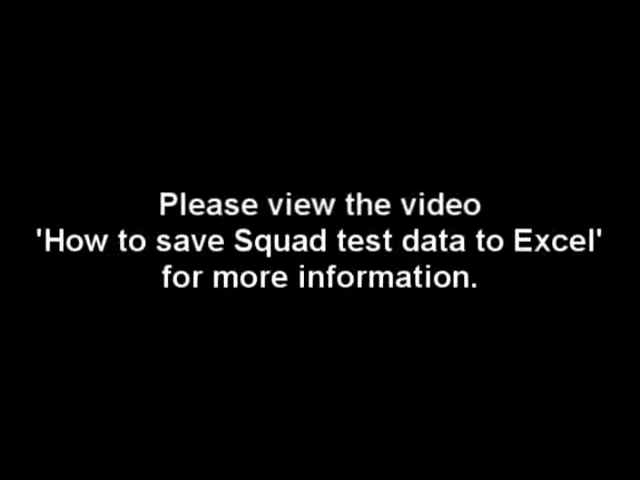 Please view the video
'How to save Squad test data to Excel'
for more information.